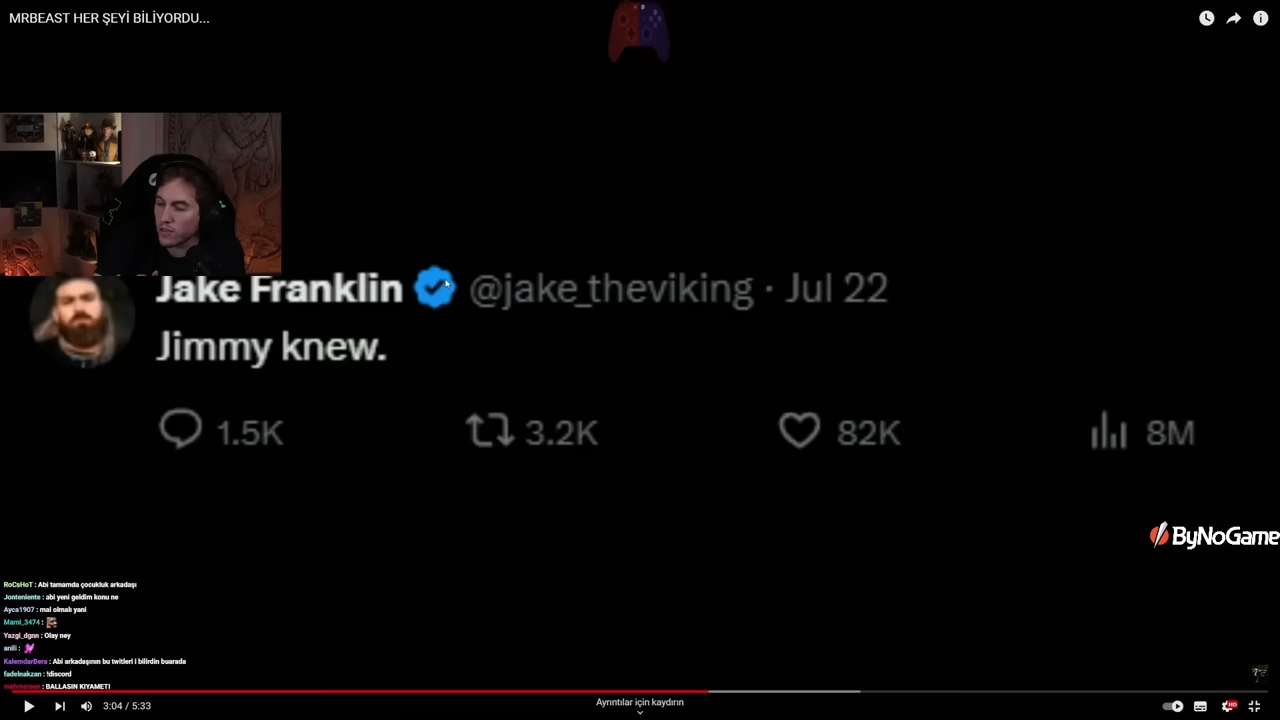 MRBEAST HER ŞEYİ BİLİYORDU...
Jake Franklin @jake_theviking · Jul 22
Jimmy knew.
1.5K 3.2K 82K 8M
ByNoGame
RoCsHoT : Abi tamamda çocukluk arkadaşı
Jonteniente : abi yeni geldim konu ne
Ayca1907 : mal olmalı yani
Mami_3474 :
Yazgi_dgnn : Olay ney
anili :
KalemdarBera : Abi arkadaşının bu twitleri i bilirdin buarada
fadelnakzan : !discord
BALLASIN KIYAMETI
3:04 / 5:33
Ayrıntılar için kaydırın
HD